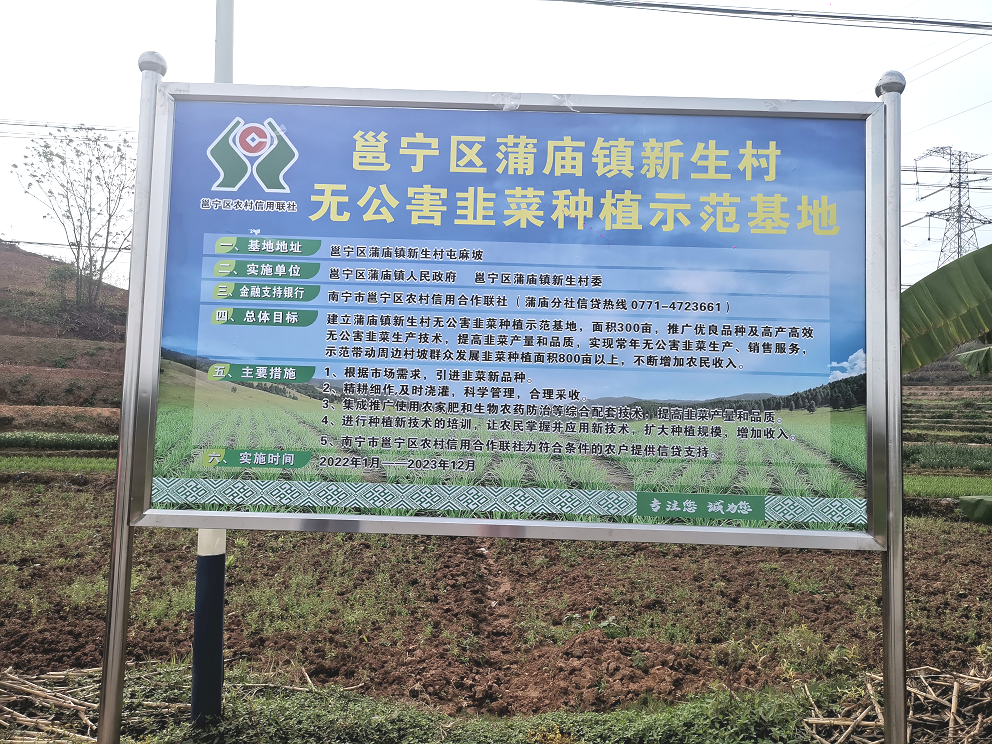 邕宁区农村信用联社
邕宁区蒲庙镇新生村
无公害韭菜种植示范基地
一、基地地址 邕宁区蒲庙镇新生村屯麻坡
二、实施单位 邕宁区蒲庙镇人民政府 邕宁区蒲庙镇新生村委
三、金融支持银行 南宁市邕宁区农村信用合作联社（蒲庙分社信贷热线 0771-4723661）
四、总体目标 建立蒲庙镇新生村无公害韭菜种植示范基地，面积300亩，推广优良品种及高产高效
无公害韭菜生产技术，提高韭菜产量和品质，实现常年无公害韭菜生产、销售服务，
示范带动周边村坡群众发展韭菜种植面积800亩以上，不断增加农民收入。
五、主要措施 1、根据市场需求，引进韭菜新品种。
2、精耕细作,及时浇灌，科学管理，合理采收。
3、集成推广使用农家肥和生物农药防治等综合配套技术，提高韭菜产量和品质。
4、进行种植新技术的培训，让农民掌握并应用新技术，扩大种植规模，增加收入。
5、南宁市邕宁区农村信用合作联社为符合条件的农户提供信贷支持。
六、实施时间 2022年1月——2023年12月
专注您 诚为您